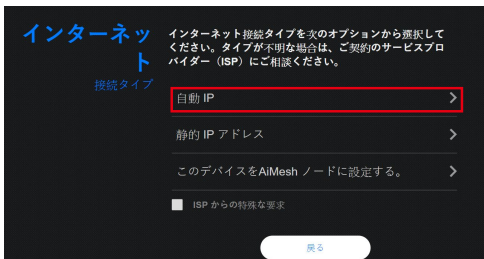 インターネッ
ト
接続タイプ
インターネット接続タイプを次のオプションから選択して
ください。タイプが不明な場合は、ご契約のサービスプロ
バイダー（ISP）にご相談ください。
自動 IP
静的 IP アドレス
このデバイスをAiMesh ノードに設定する。
ISP からの特殊な要求
戻る